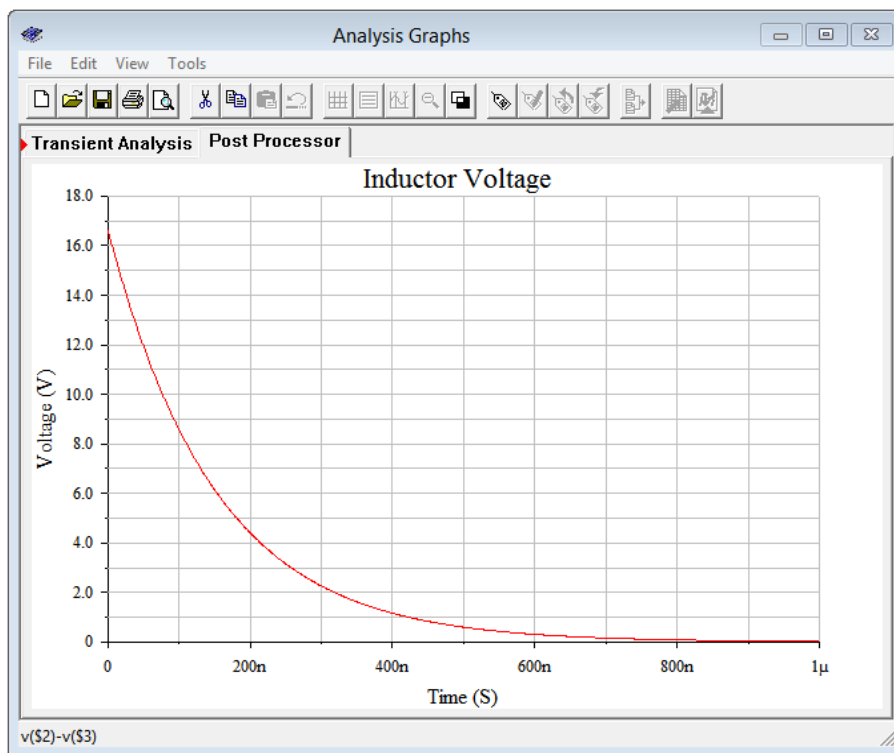 Analysis Graphs
File Edit View Tools
Transient Analysis Post Processor
Inductor Voltage
18.0
16.0
14.0
12.0
10.0
8.0
6.0
4.0
2.0
0
Voltage (V)
0 200n 400n 600n 800n 1μ
Time (S)
v($2)-v($3)